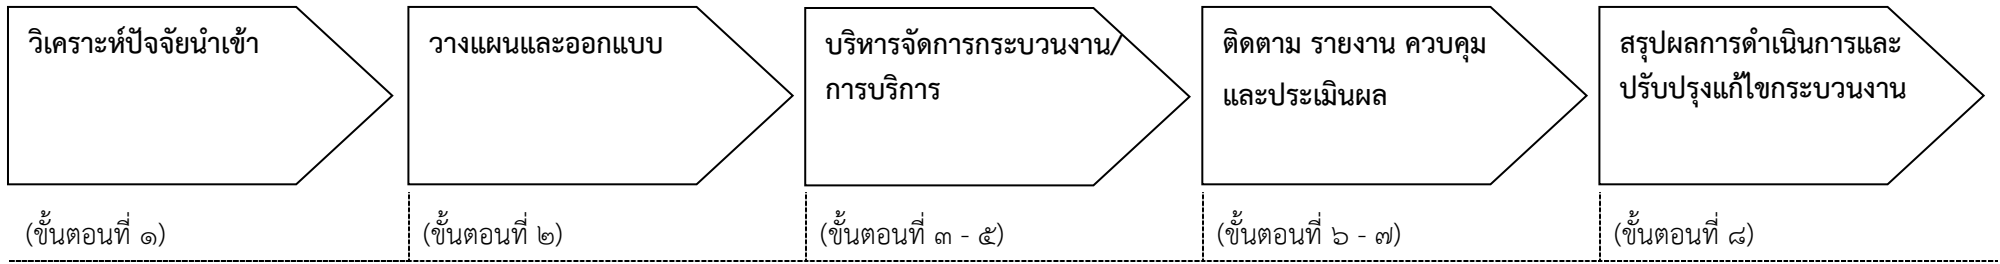 วิเคราะห์ปัจจัยนำเข้า
วางแผนและออกแบบ
บริหารจัดการกระบวนงาน/
การบริการ
ติดตาม รายงาน ควบคุม
และประเมินผล
สรุปผลการดำเนินการและ
ปรับปรุงแก้ไขกระบวนงาน
(ขั้นตอนที่ ๑)
(ขั้นตอนที่ ๒)
(ขั้นตอนที่ ๓ - ๕)
(ขั้นตอนที่ ๖ - ๗)
(ขั้นตอนที่ ๘)